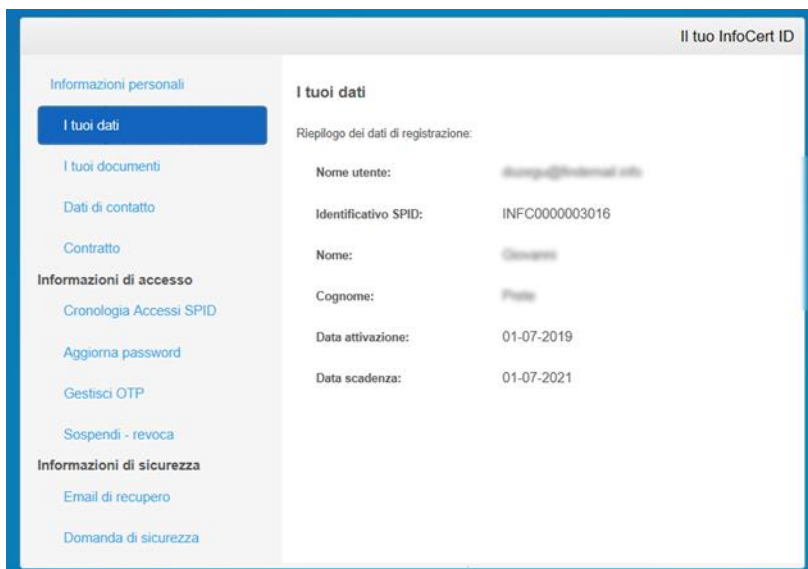 Il tuo InfoCert ID
Informazioni personali
I tuoi dati
I tuoi documenti
Dati di contatto
Contratto
Informazioni di accesso
Cronologia Accessi SPID
Aggiorna password
Gestisci OTP
Sospendi - revoca
Informazioni di sicurezza
Email di recupero
Domanda di sicurezza
I tuoi dati
Riepilogo dei dati di registrazione:
Nome utente:
Identificativo SPID: INFC0000003016
Nome:
Cognome:
Data attivazione: 01-07-2019
Data scadenza: 01-07-2021